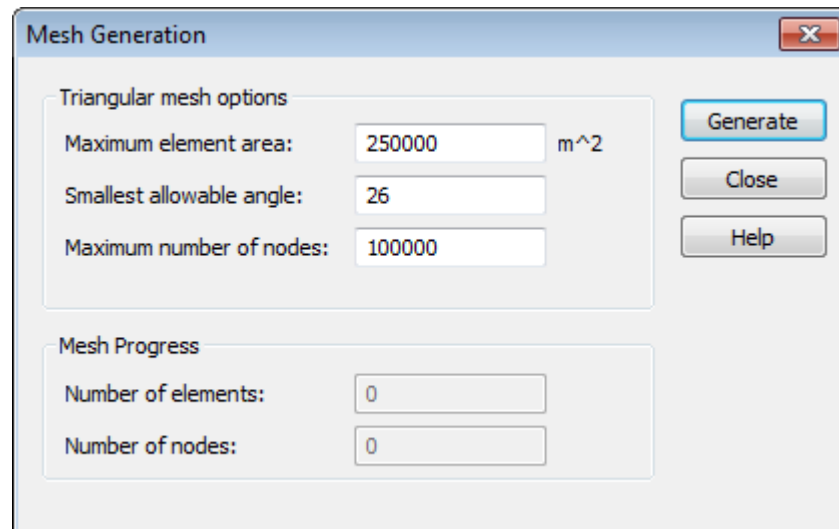 Mesh Generation
Triangular mesh options
Maximum element area: 250000 m^2
Smallest allowable angle: 26
Maximum number of nodes: 100000
Generate
Close
Help
Mesh Progress
Number of elements: 0
Number of nodes: 0